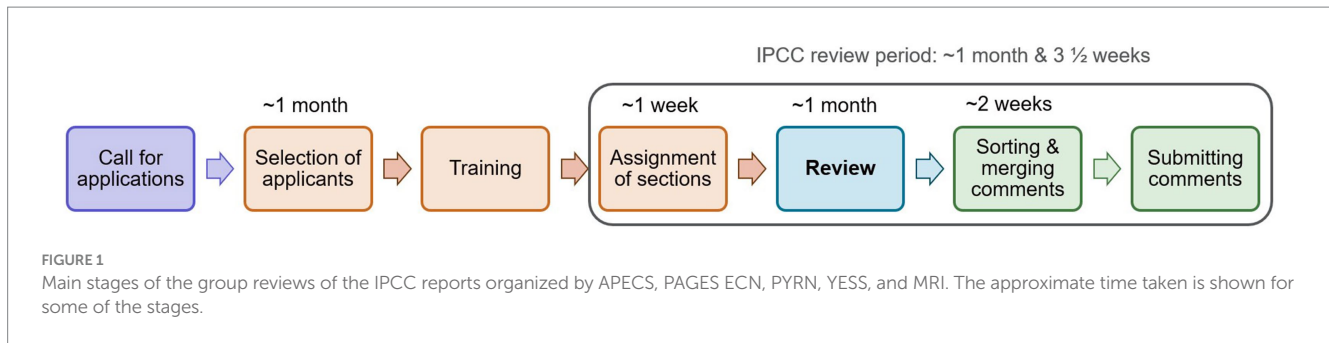 IPCC review period: ~1 month & 3 ½ weeks
~1 month
~1 week
~1 month
~2 weeks
Call for
applications
Selection of
applicants
Training
Assignment
of sections
Review
Sorting &
merging
comments
Submitting
comments
FIGURE 1
Main stages of the group reviews of the IPCC reports organized by APECS, PAGES ECN, PYRN, YESS, and MRI. The approximate time taken is shown for
some of the stages.